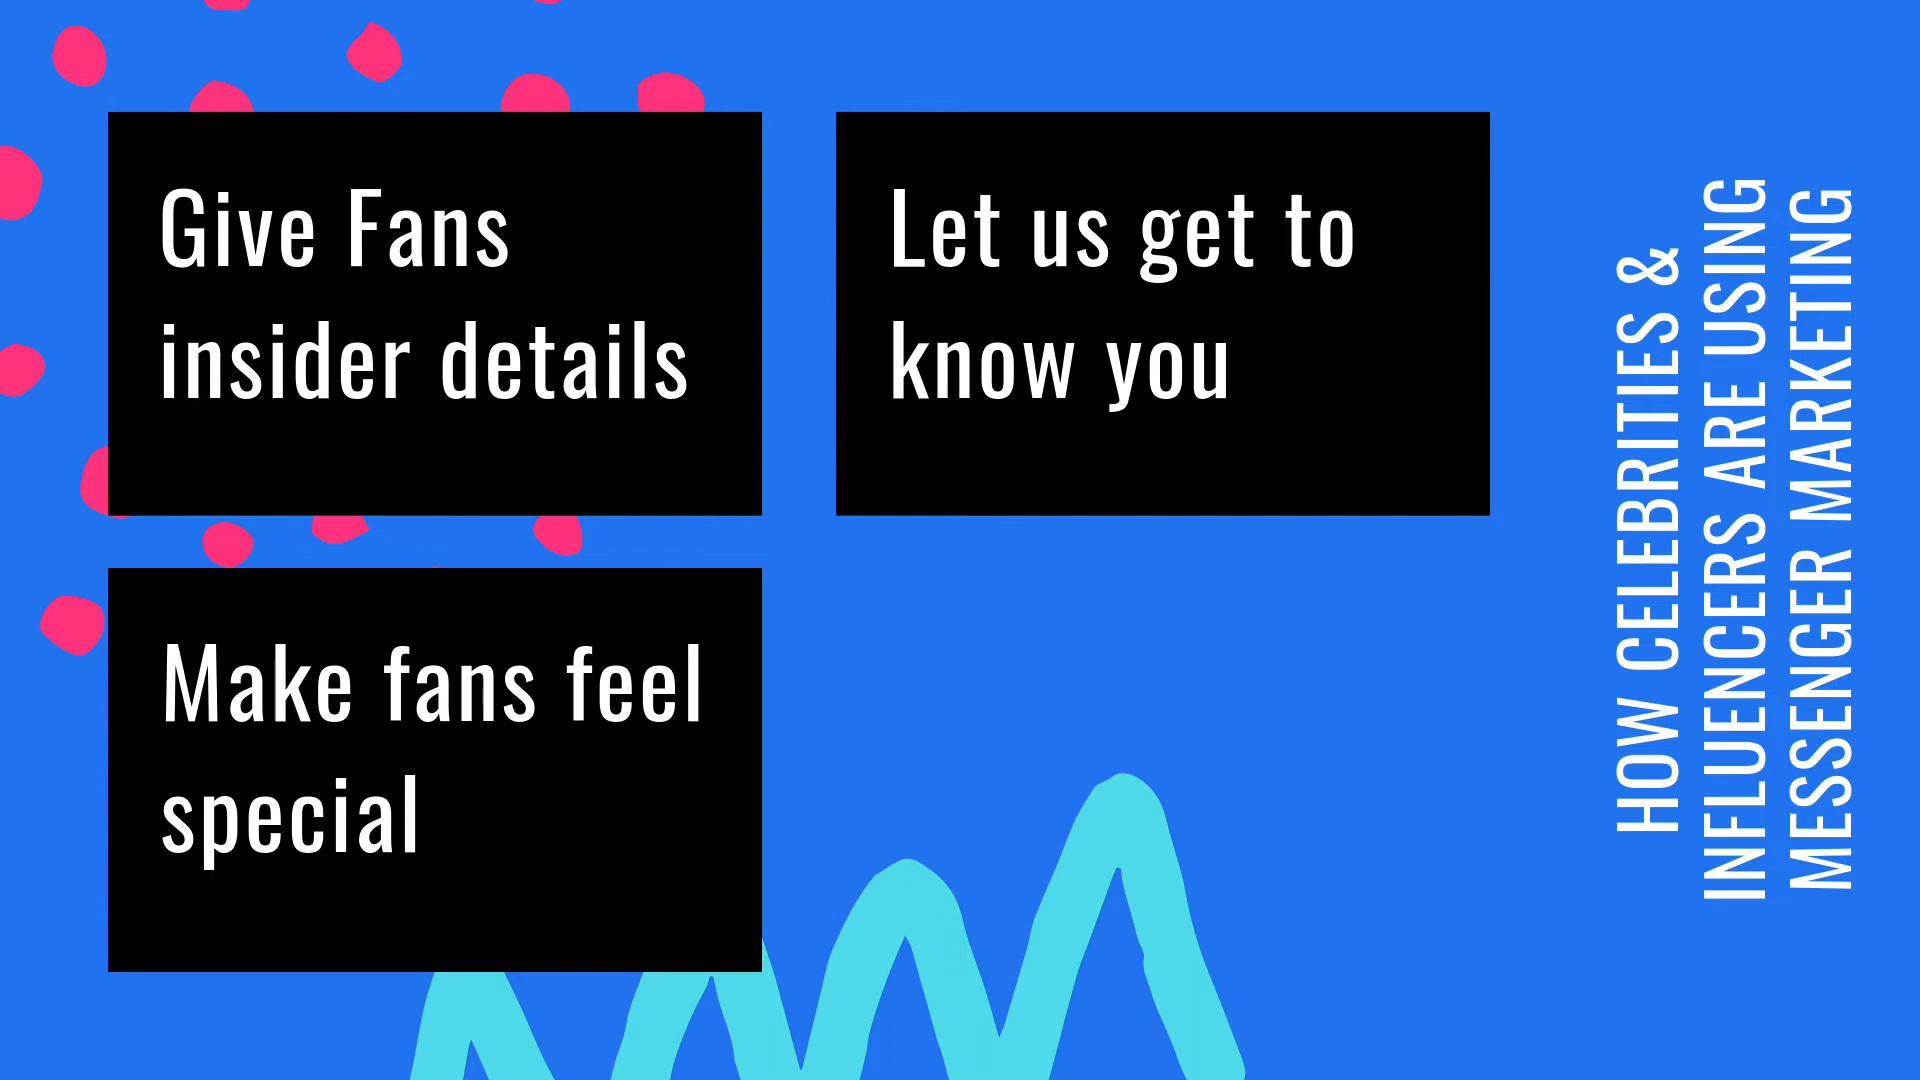 Give Fans
insider details
Let us get to
know you
Make fans feel
special
HOW CELEBRITIES &
INFLUENCERS ARE USING
MESSENGER MARKETING